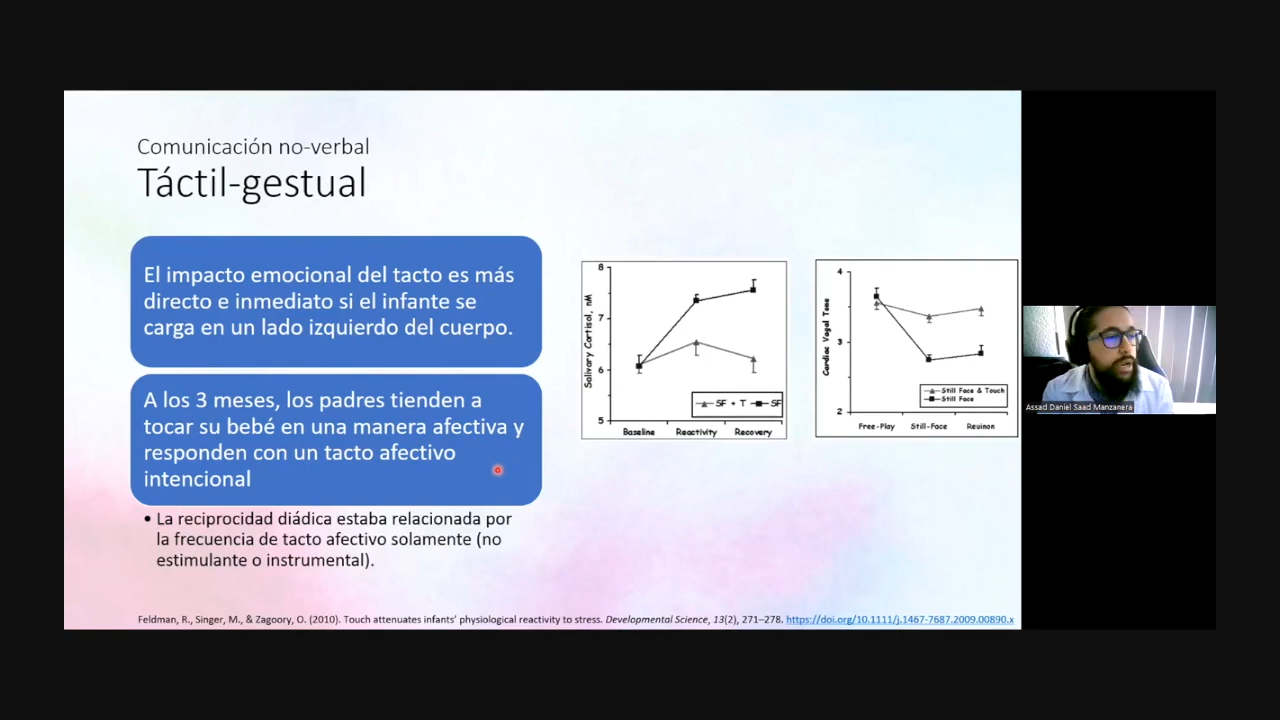 Comunicación no-verbal
Táctil-gestual
El impacto emocional del tacto es más
directo e inmediato si el infante se
carga en un lado izquierdo del cuerpo.
A los 3 meses, los padres tienden a
tocar su bebé en una manera afectiva y
responden con un tacto afectivo
intencional
• La reciprocidad diádica estaba relacionada por
la frecuencia de tacto afectivo solamente (no
estimulante o instrumental).
8
7
6
5
Salivary Cortisol, nM
SF + T SF
Baseline Reactivity Recovery
4
3
2
Cardiac Vagal Tone
Still Face & Touch
Still Face
Free-Play Still-Face Reuinon
Assad Daniel Saad Manzanera
Feldman, R., Singer, M., & Zagoory, O. (2010). Touch attenuates infants' physiological reactivity to stress. Developmental Science, 13(2), 271–278. https://doi.org/10.1111/j.1467-7687.2009.00890.x